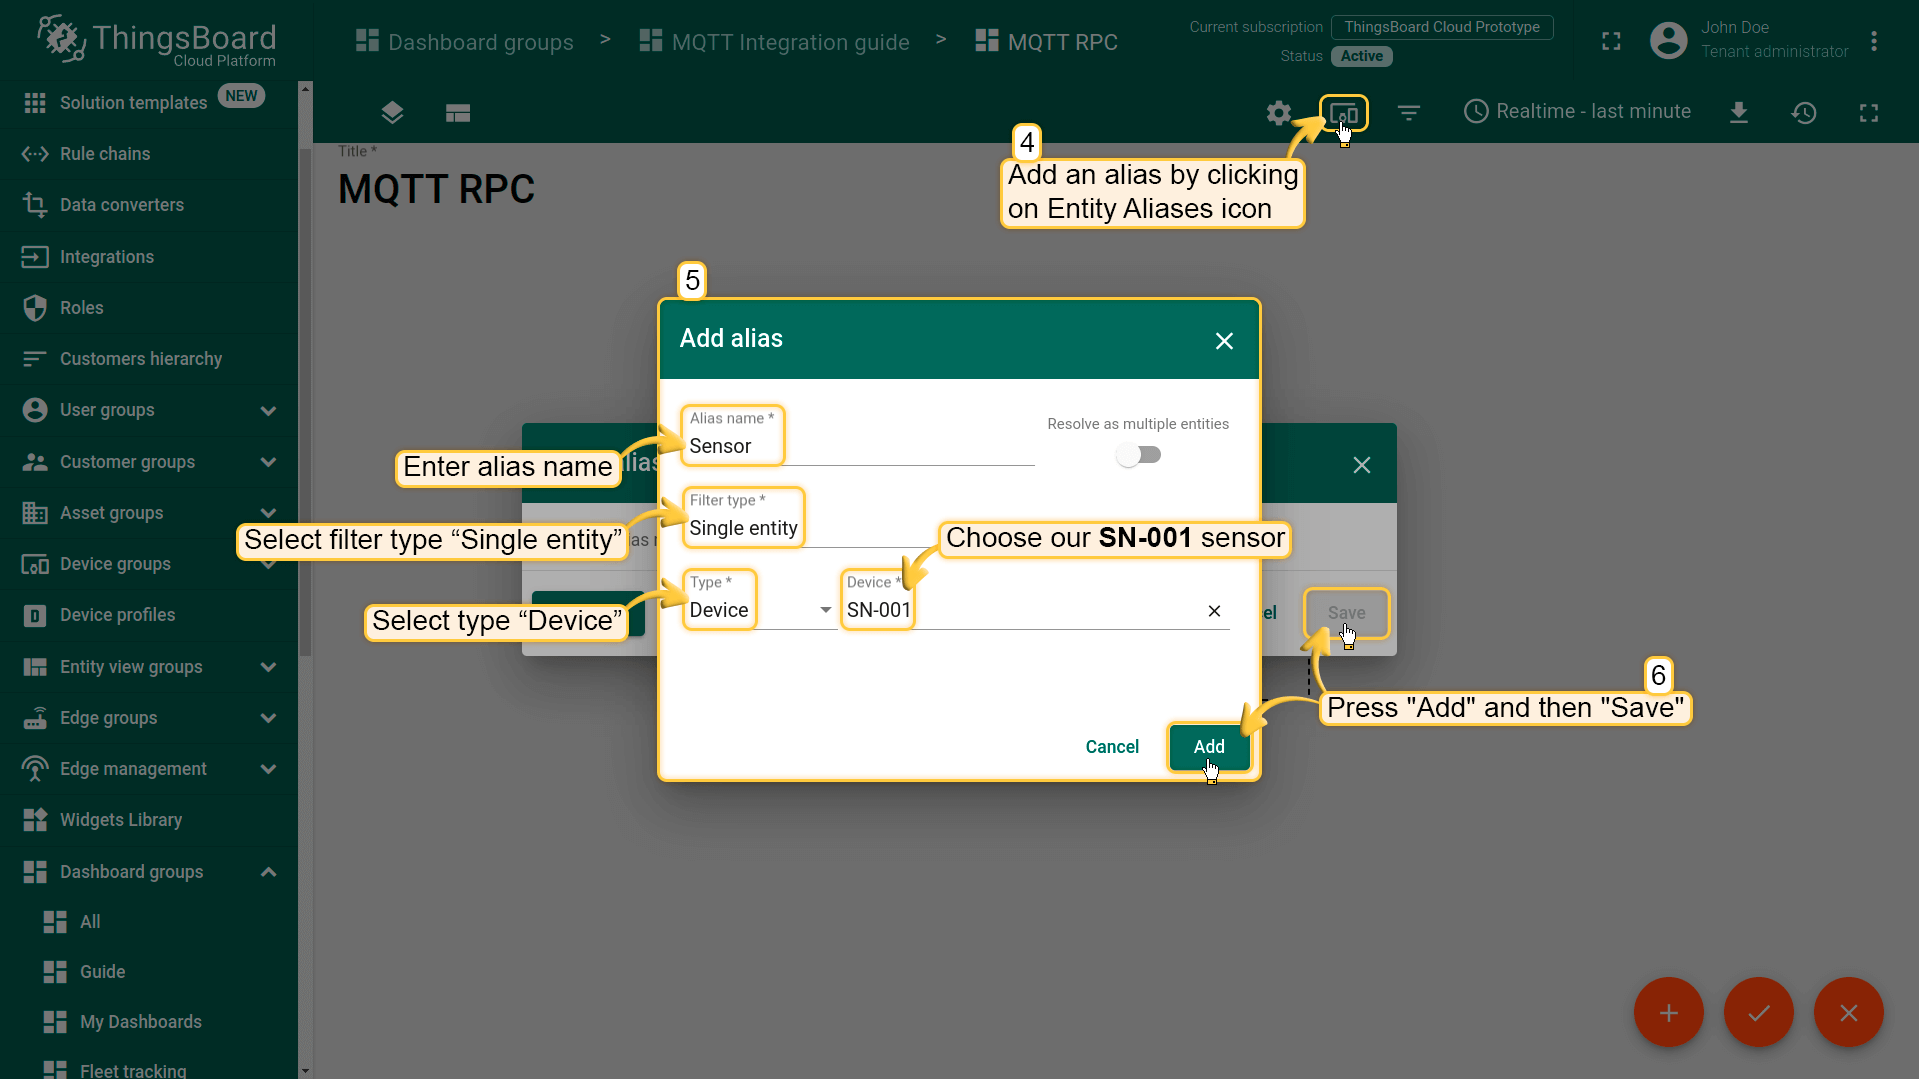 ThingsBoard
Cloud Platform
Dashboard groups > MQTT Integration guide > MQTT RPC
Current subscription ThingsBoard Cloud Prototype
Status Active
John Doe
Tenant administrator
Solution templates NEW
Rule chains
Data converters
Integrations
Roles
Customers hierarchy
User groups
Customer groups
Asset groups
Device groups
Device profiles
Entity view groups
Edge groups
Edge management
Widgets Library
Dashboard groups
All
Guide
My Dashboards
Fleet tracking
Realtime - last minute
Title *
MQTT RPC
4
Add an alias by clicking
on Entity Aliases icon
5
Add alias
Alias name *
Sensor
Resolve as multiple entities
Enter alias name
Filter type *
Single entity
Select filter type “Single entity”
Choose our SN-001 sensor
Type *
Device
Device *
SN-001
Select type “Device”
Save
6
Press "Add" and then "Save"
Cancel
Add